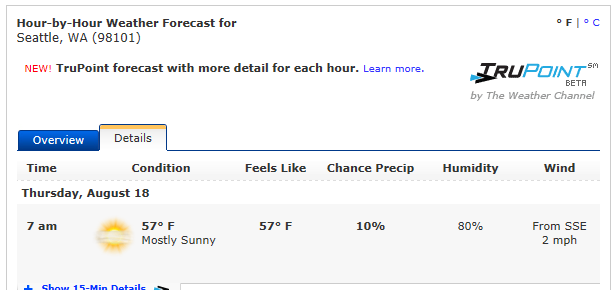 Hour-by-Hour Weather Forecast for
° F | ° C
Seattle, WA (98101)
NEW! TruPoint forecast with more detail for each hour. Learn more.
TRUPOINT SM
BETA
by The Weather Channel
Overview
Details
Time Condition Feels Like Chance Precip Humidity Wind
Thursday, August 18
7 am 57° F 57° F 10% 80% From SSE
Mostly Sunny 2 mph
+ Show 15-Min Details